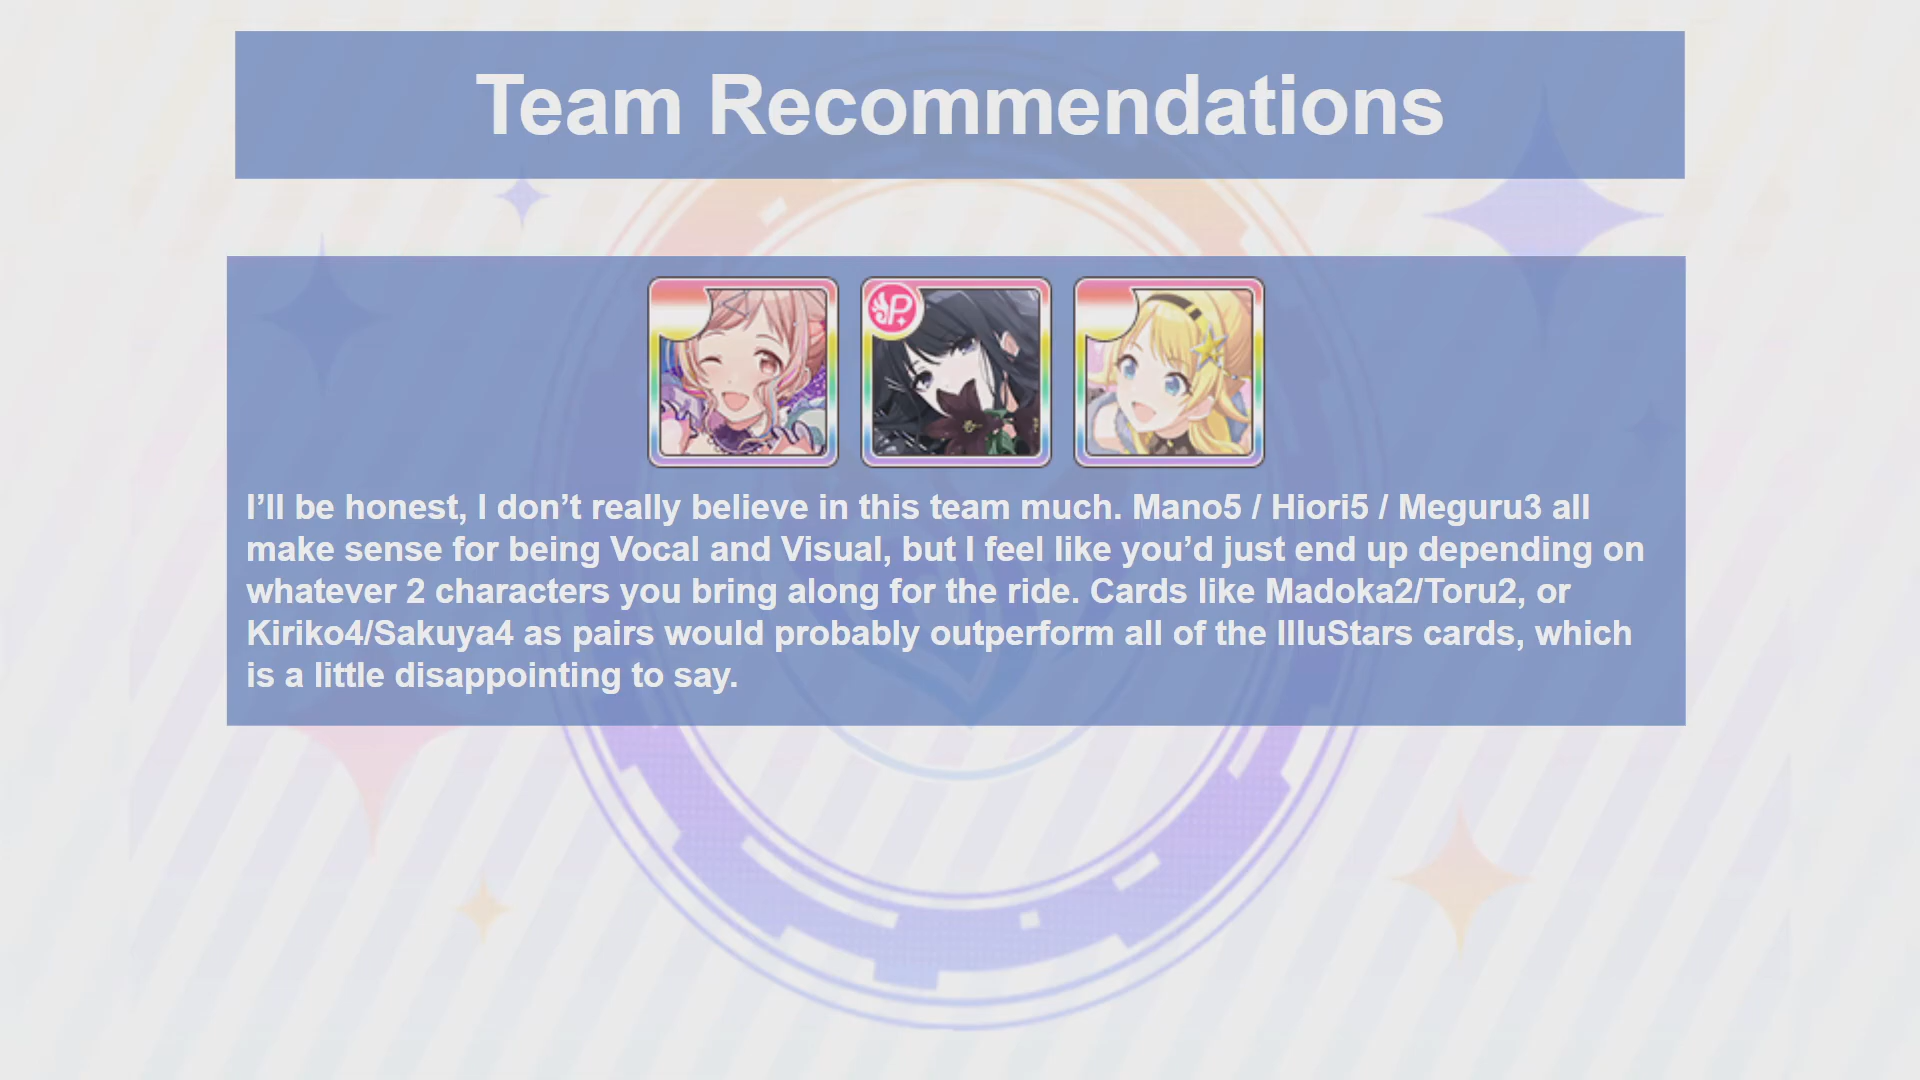 Team Recommendations
P
I’ll be honest, I don’t really believe in this team much. Mano5 / Hiori5 / Meguru3 all
make sense for being Vocal and Visual, but I feel like you’d just end up depending on
whatever 2 characters you bring along for the ride. Cards like Madoka2/Toru2, or
Kiriko4/Sakuya4 as pairs would probably outperform all of the IlluStars cards, which
is a little disappointing to say.